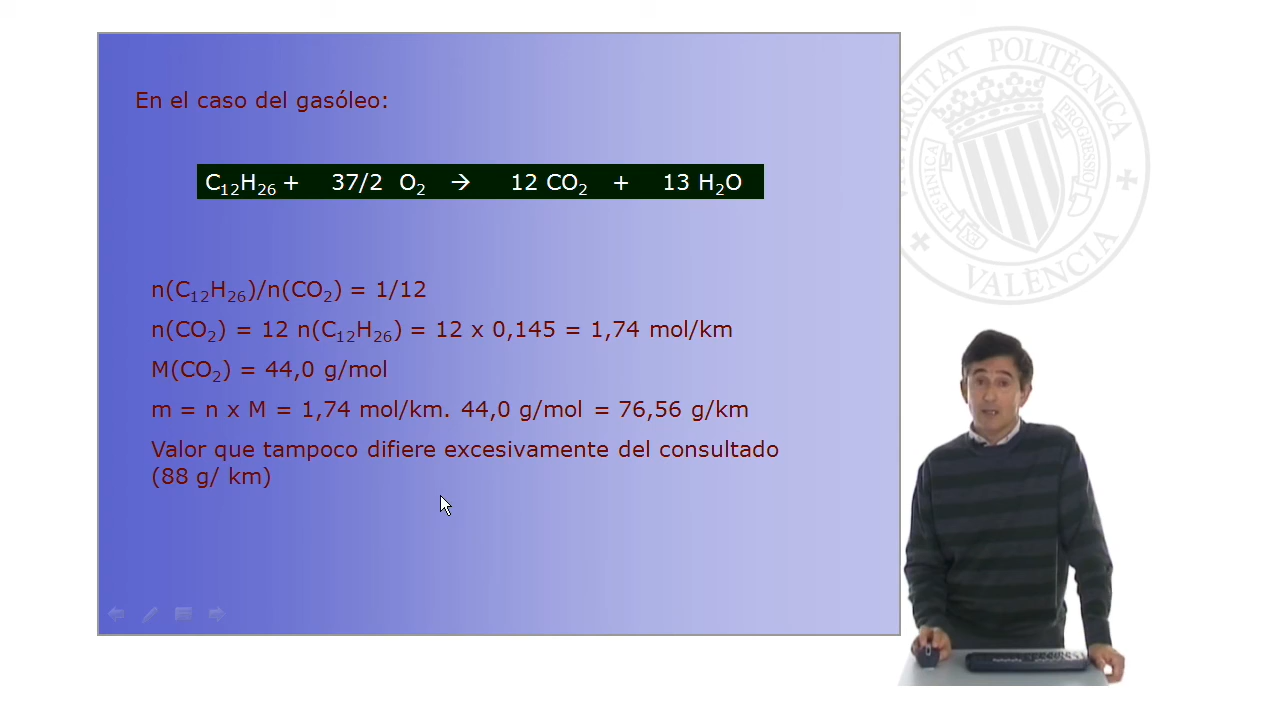 En el caso del gasóleo:
C₁₂H₂₆ + 37/2 O₂ → 12 CO₂ + 13 H₂O
n(C₁₂H₂₆)/n(CO₂) = 1/12
n(CO₂) = 12 n(C₁₂H₂₆) = 12 x 0,145 = 1,74 mol/km
M(CO₂) = 44,0 g/mol
m = n x M = 1,74 mol/km. 44,0 g/mol = 76,56 g/km
Valor que tampoco difiere excesivamente del consultado
(88 g/ km)
POLITÈCNICA
VALÈNCIA